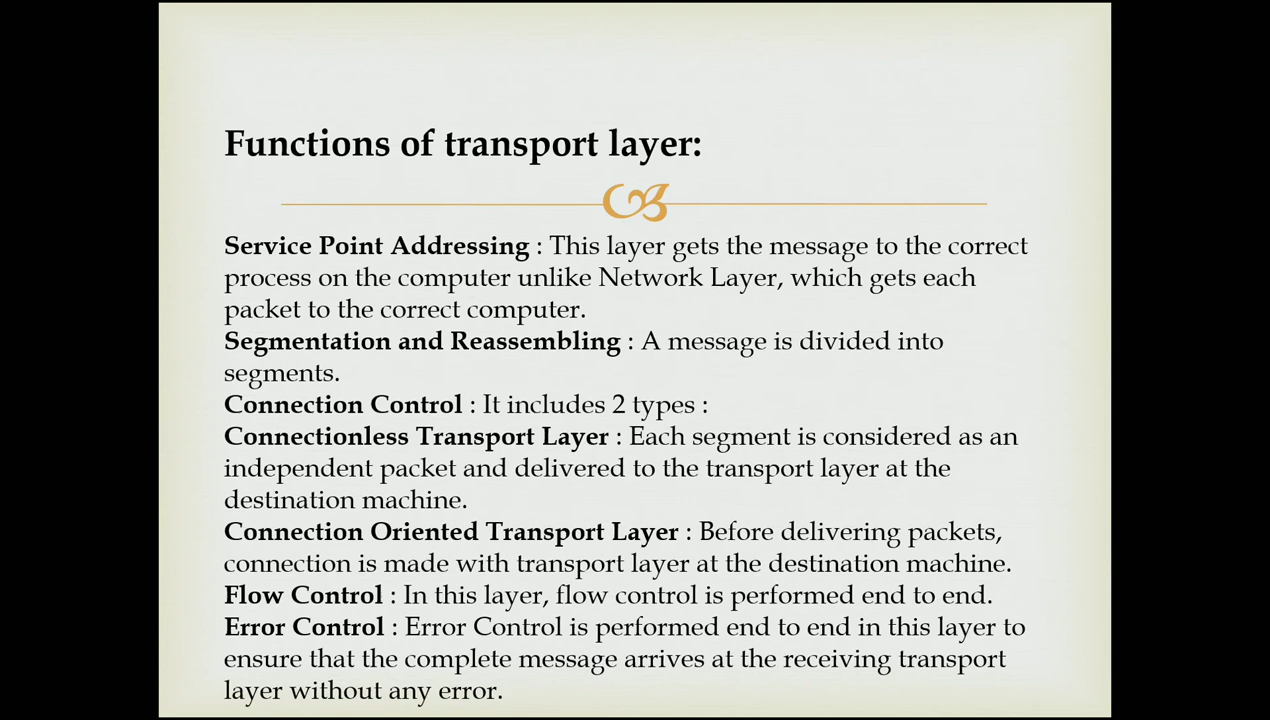 Functions of transport layer:
Service Point Addressing : This layer gets the message to the correct
process on the computer unlike Network Layer, which gets each
packet to the correct computer.
Segmentation and Reassembling : A message is divided into
segments.
Connection Control : It includes 2 types :
Connectionless Transport Layer : Each segment is considered as an
independent packet and delivered to the transport layer at the
destination machine.
Connection Oriented Transport Layer : Before delivering packets,
connection is made with transport layer at the destination machine.
Flow Control : In this layer, flow control is performed end to end.
Error Control : Error Control is performed end to end in this layer to
ensure that the complete message arrives at the receiving transport
layer without any error.